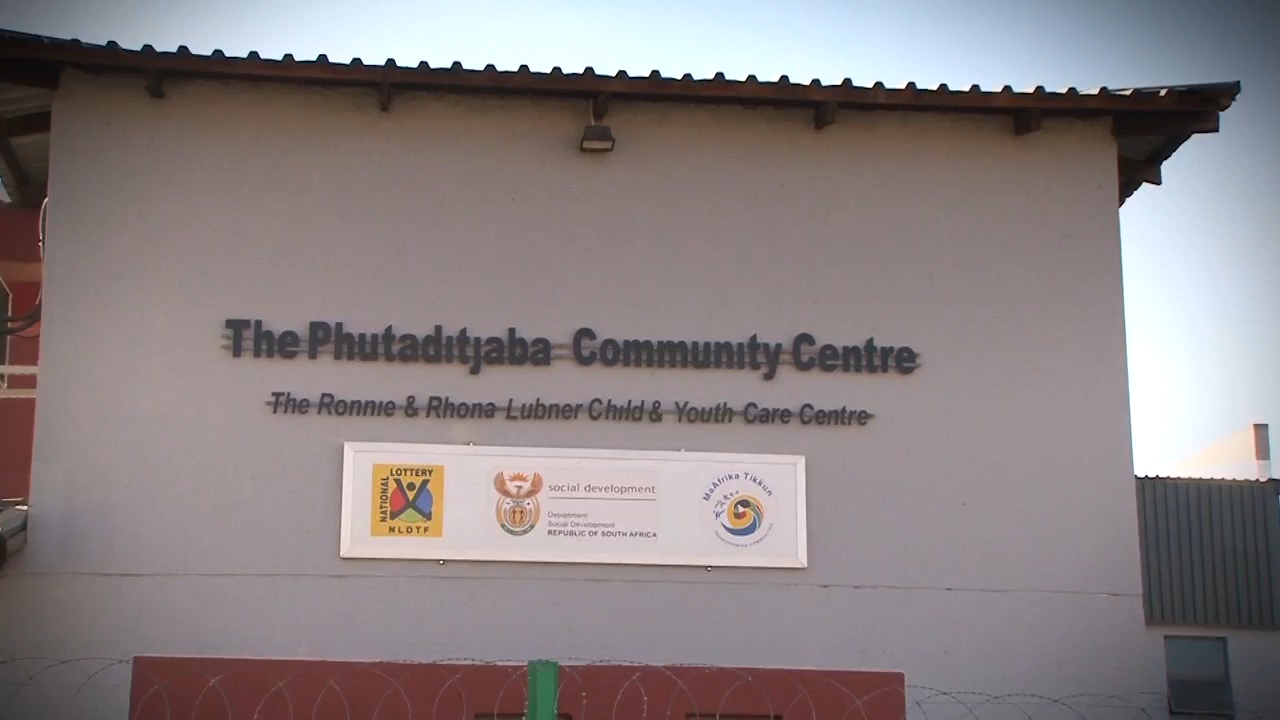 The Phutaditjaba Community Centre
The Ronnie & Rhona Lubner Child & Youth Care Centre
NATIONAL
LOTTERY
NLDTF
social development
Department:
Social Development
REPUBLIC OF SOUTH AFRICA
MaAfrika Tikkun